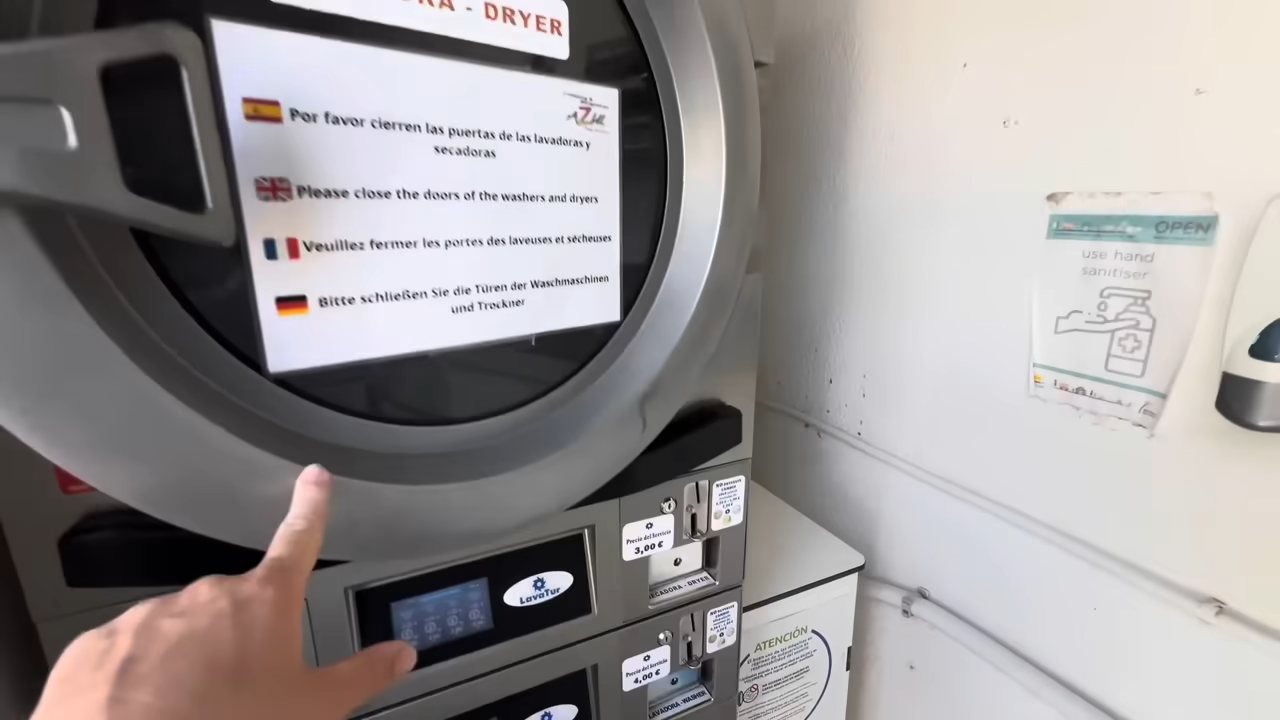 DORA - DRYER
Por favor cierren las puertas de las lavadoras y
secadoras
Please close the doors of the washers and dryers
Veuillez fermer les portes des laveuses et sécheuses
Bitte schließen Sie die Türen der Waschmaschinen
und Trockner
OPEN
use hand
sanitiser
Precio del Servicio
3,00 €
SECADORA - DRYER
LavaTur
Precio del Servicio
4,00 €
LAVADORA - WASHER
ATENCIÓN